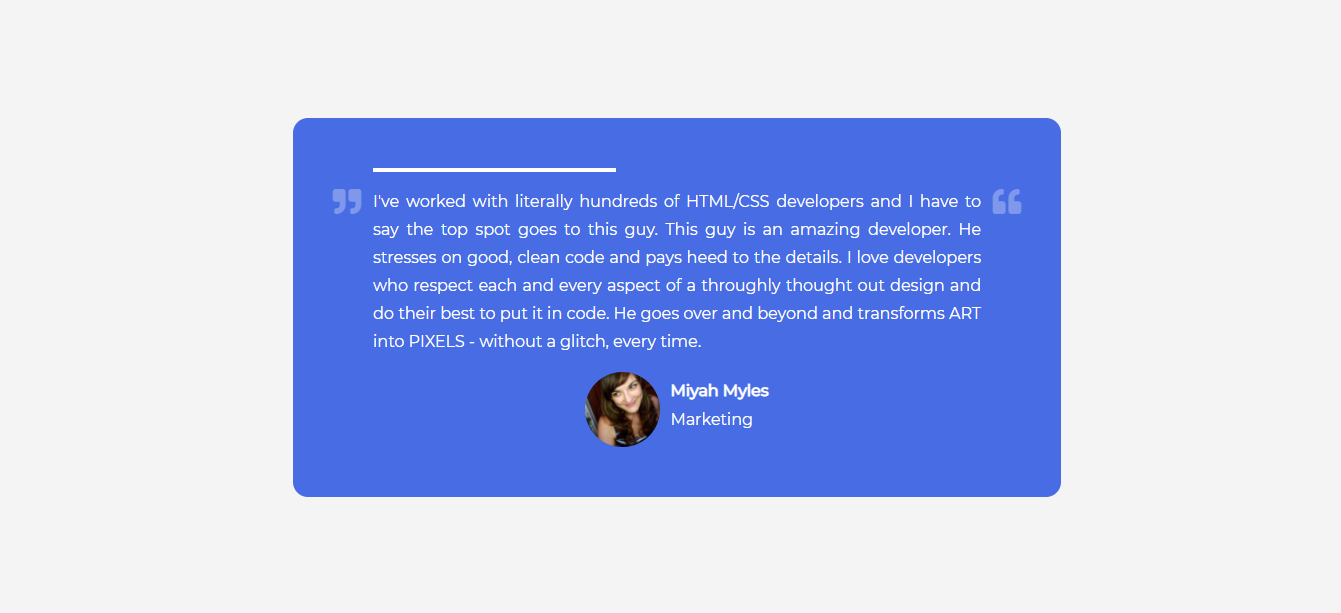 I've worked with literally hundreds of HTML/CSS developers and I have to
say the top spot goes to this guy. This guy is an amazing developer. He
stresses on good, clean code and pays heed to the details. I love developers
who respect each and every aspect of a throughly thought out design and
do their best to put it in code. He goes over and beyond and transforms ART
into PIXELS - without a glitch, every time.
Miyah Myles
Marketing